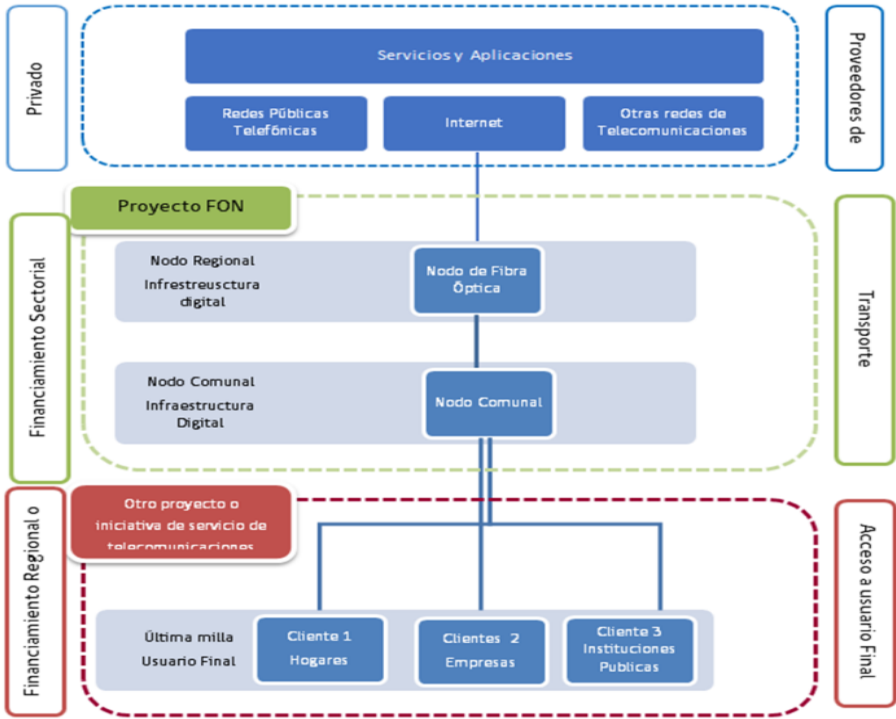 Privado
Servicios y Aplicaciones
Redes Públicas
Telefónicas
Internet
Otras redes de
Telecomunicaciones
Proveedores de
Proyecto FON
Financiamiento Sectorial
Nodo Regional
Infrestreusctura
digital
Nodo de Fibra
Óptica
Nodo Comunal
Infraestructura
Digital
Nodo Comunal
Transporte
Financiamiento Regional o
Otro proyecto o
iniciativa de servicio de
telecomunicaciones
Última milla
Usuario Final
Cliente 1
Hogares
Clientes 2
Empresas
Cliente 3
Instituciones
Publicas
Acceso a usuario Final